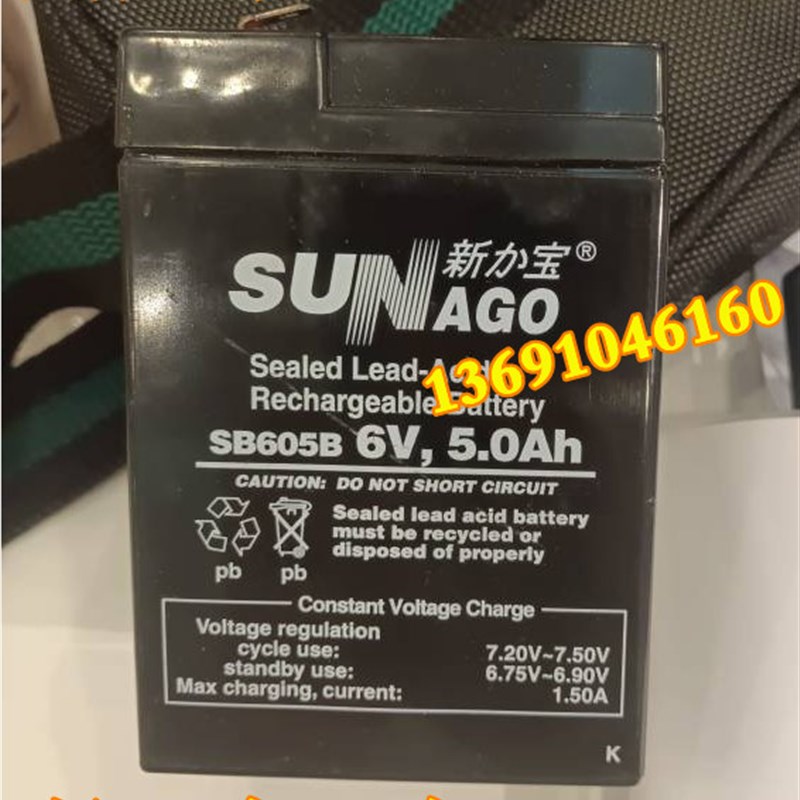 新か宝®
SUNAGO
Sealed Lead-Acid
13691046160
Rechargeable Battery
SB605B 6V, 5.0Ah
CAUTION: DO NOT SHORT CIRCUIT
Sealed lead acid battery
must be recycled or
disposed of properly
pb pb
Constant Voltage Charge
Voltage regulation
cycle use: 7.20V~7.50V
standby use: 6.75V~6.90V
Max charging, current: 1.50A
K